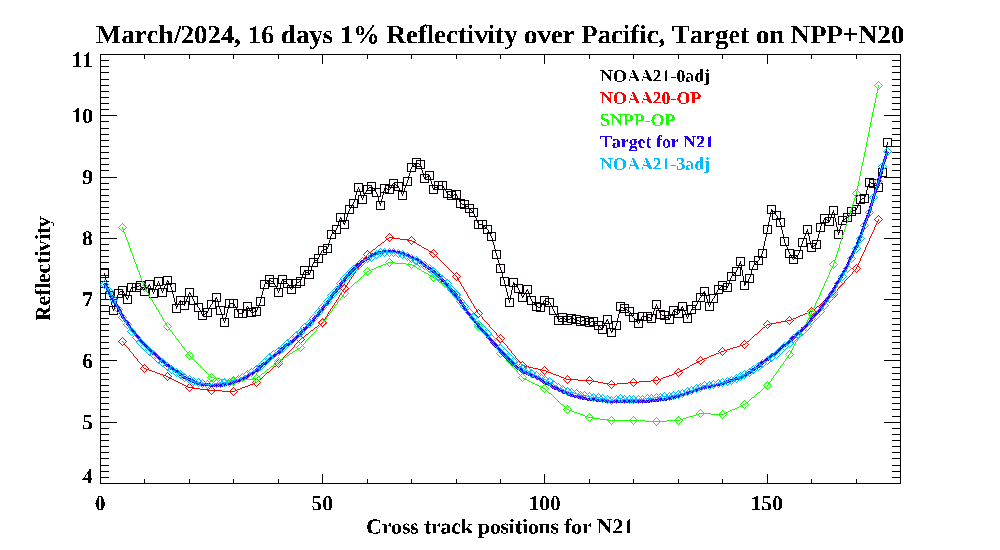 March/2024, 16 days 1% Reflectivity over Pacific, Target on NPP+N20
11
10
9
8
7
6
5
4
Reflectivity
NOAA21-0adj
NOAA20-OP
SNPP-OP
Target for N21
NOAA21-3adj
0 50 100 150
Cross track positions for N21